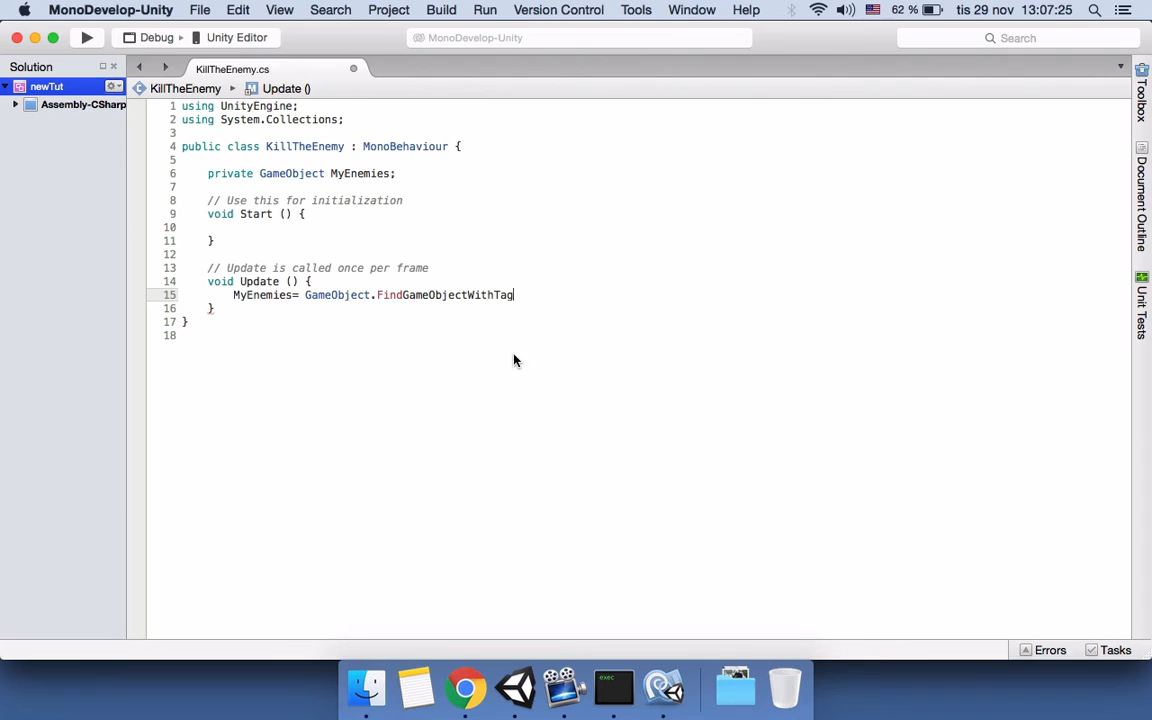 MonoDevelop-Unity File Edit View Search Project Build Run Version Control Tools Window Help 62 % tis 29 nov 13:07:25
Debug Unity Editor MonoDevelop-Unity Search
Solution KillTheEnemy.cs
newTut KillTheEnemy Update ()
Assembly-CSharp
1 using UnityEngine;
2 using System.Collections;
3
4 public class KillTheEnemy : MonoBehaviour {
5
6 private GameObject MyEnemies;
7
8 // Use this for initialization
9 void Start () {
10
11 }
12
13 // Update is called once per frame
14 void Update () {
15 MyEnemies= GameObject.FindGameObjectWithTag
16 }
17 }
18
Toolbox
Document Outline
Unit Tests
Errors Tasks
exec